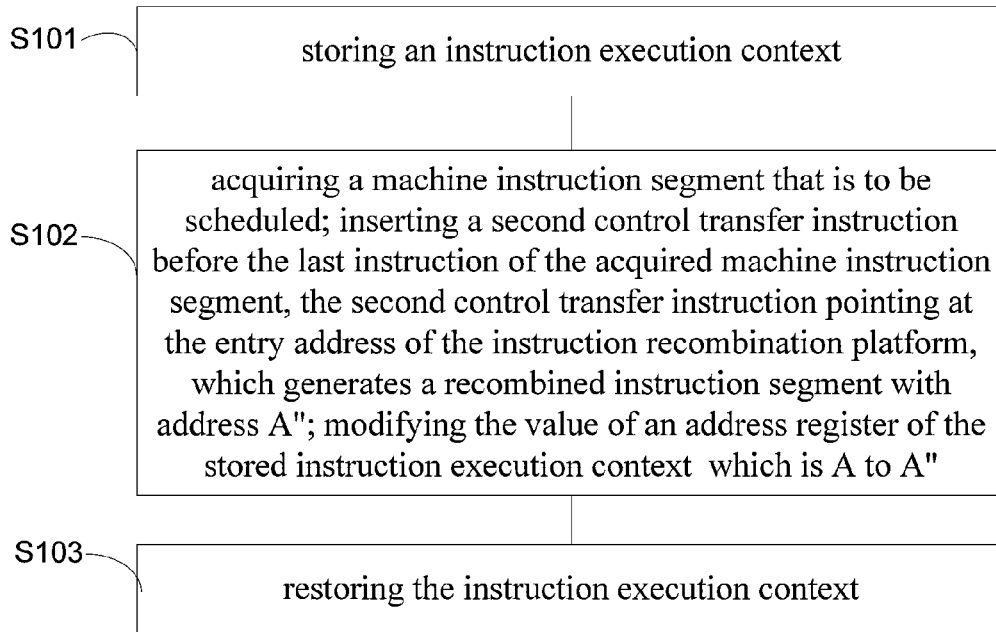 S101
storing an instruction execution context
S102
acquiring a machine instruction segment that is to be
scheduled; inserting a second control transfer instruction
before the last instruction of the acquired machine instruction
segment, the second control transfer instruction pointing at
the entry address of the instruction recombination platform,
which generates a recombined instruction segment with
address A"; modifying the value of an address register of the
stored instruction execution context which is A to A"
S103
restoring the instruction execution context